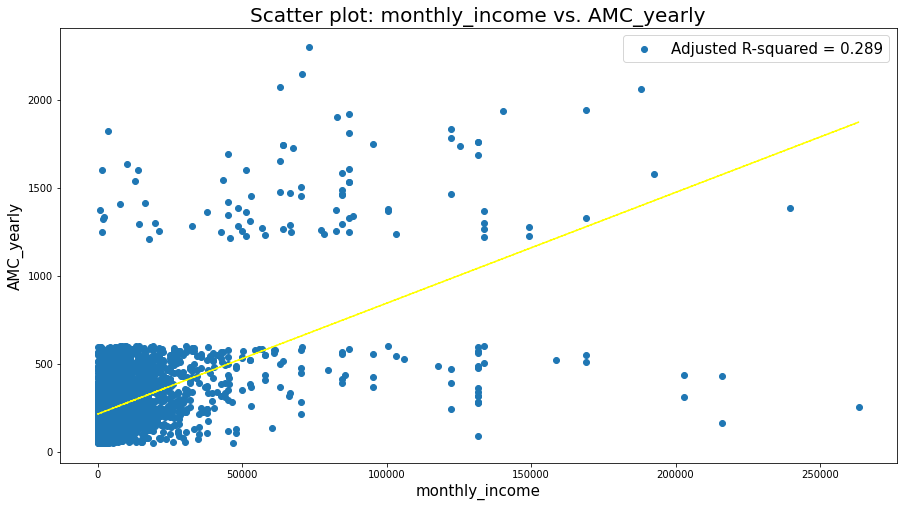 Scatter plot: monthly_income vs. AMC_yearly
Adjusted R-squared = 0.289
AMC_yearly
2000
1500
1000
500
0
0 50000 100000 150000 200000 250000
monthly_income